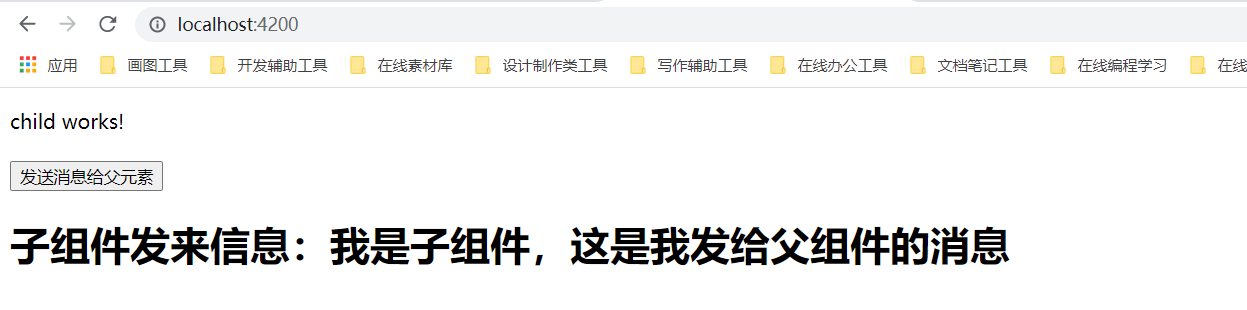 localhost:4200
应用 画图工具 开发辅助工具 在线素材库 设计制作类工具 写作辅助工具 在线办公工具 文档笔记工具 在线编程学习 在线
child works!
发送消息给父元素
子组件发来信息：我是子组件，这是我发给父组件的消息